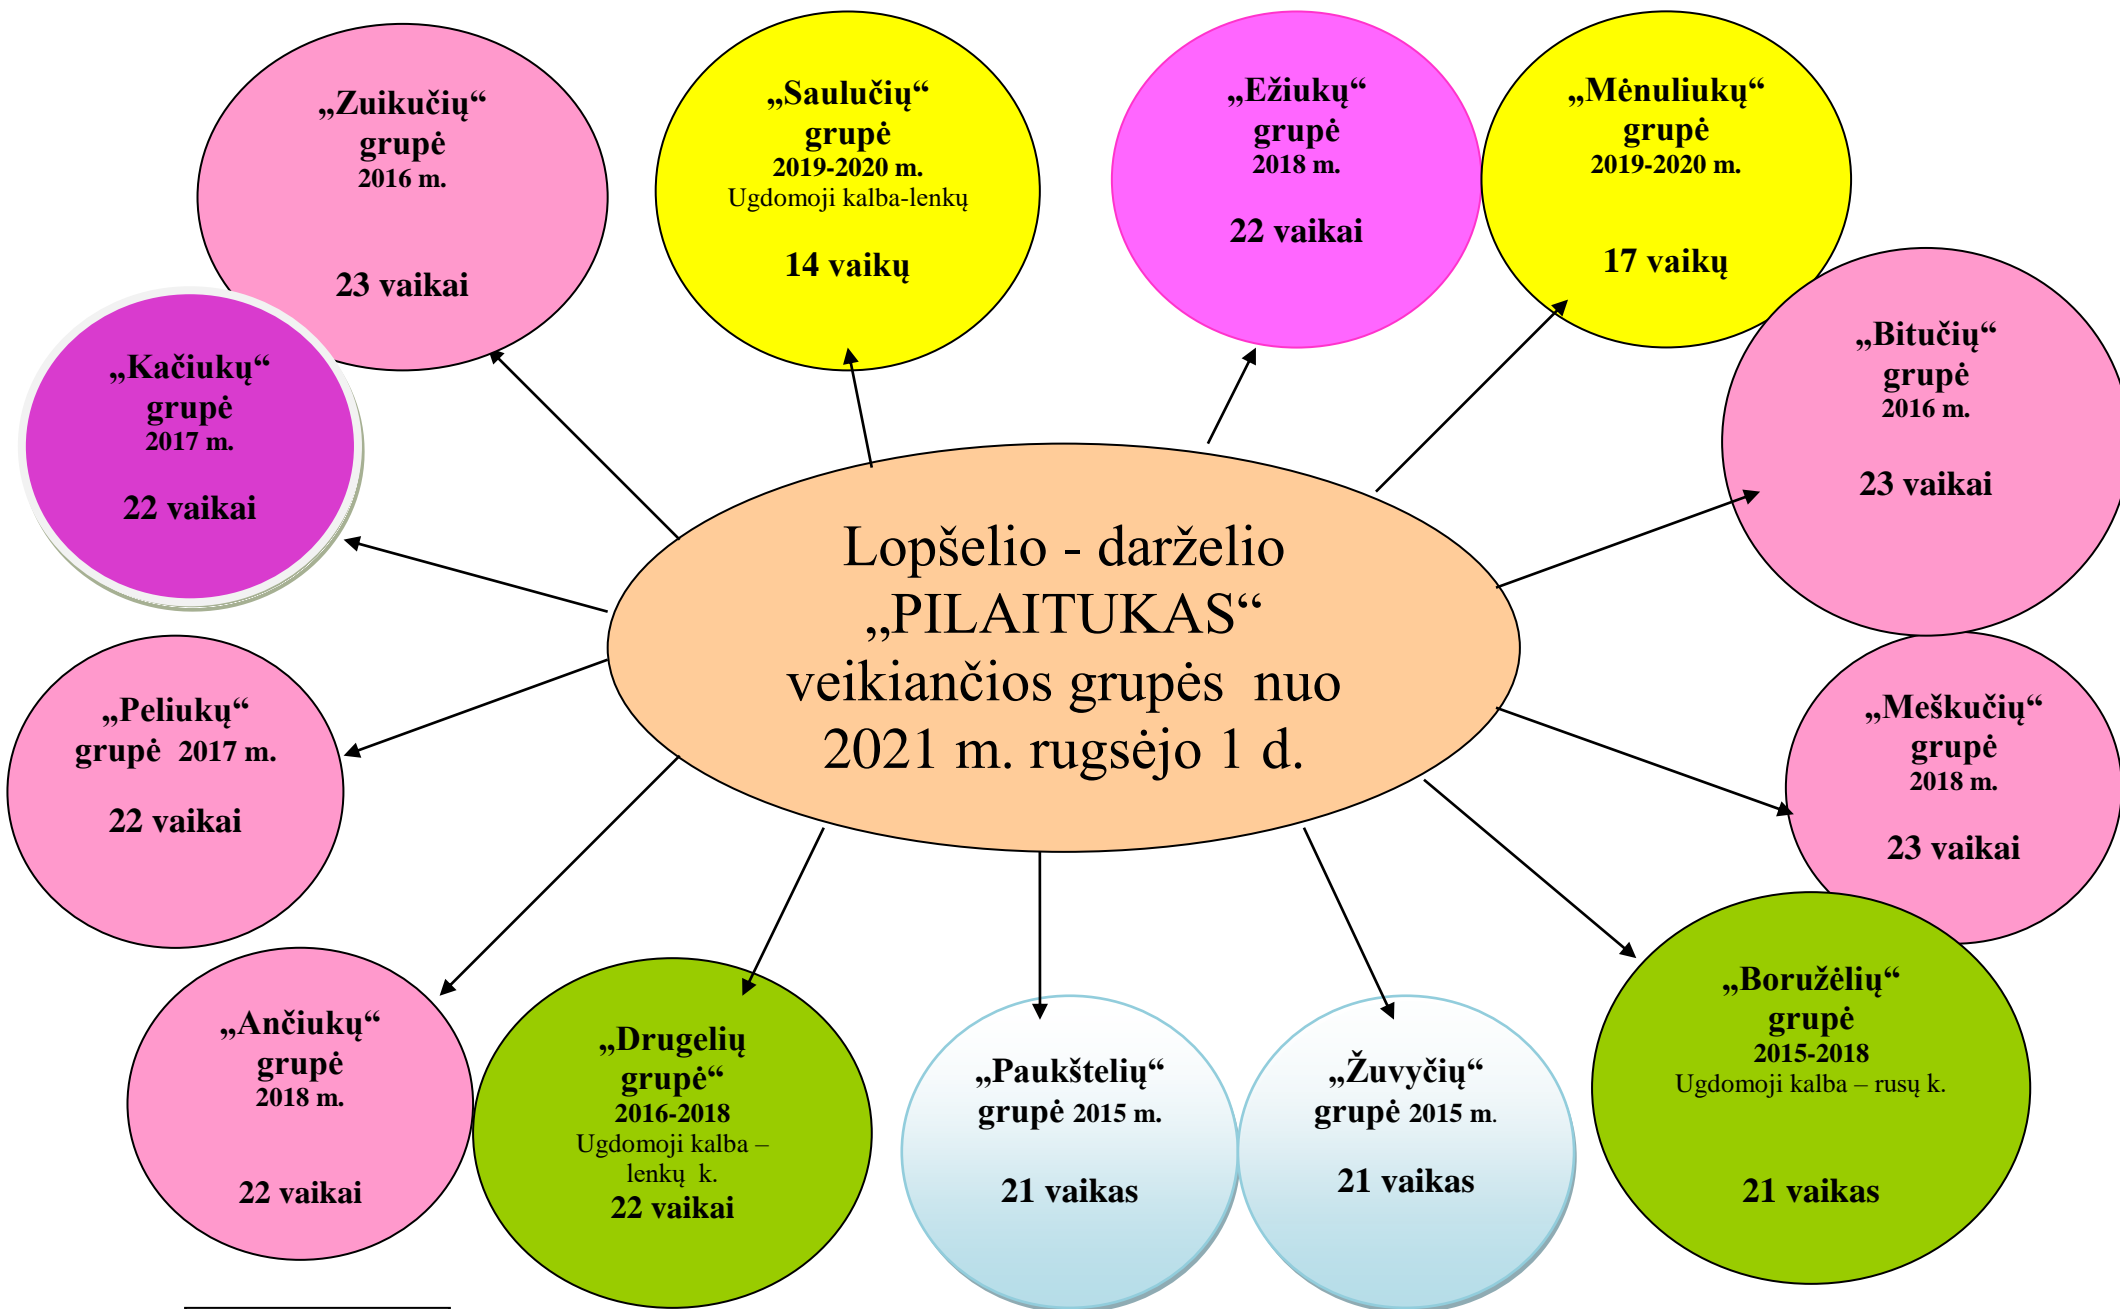 „Zuikučių“
grupė
2016 m.
23 vaikai
„Saulučių“
grupė
2019-2020 m.
Ugdomoji kalba-lenkų
14 vaikų
„Ežiukų“
grupė
2018 m.
22 vaikai
„Mėnuliukų“
grupė
2019-2020 m.
17 vaikų
„Bitučių“
grupė
2016 m.
23 vaikai
„Kačiukų“
grupė
2017 m.
22 vaikai
Lopšelio - darželio
„PILAITUKAS“
veikiančios grupės nuo
2021 m. rugsėjo 1 d.
„Peliukų“
grupė 2017 m.
22 vaikai
„Meškučių“
grupė
2018 m.
23 vaikai
„Ančiukų“
grupė
2018 m.
22 vaikai
„Drugelių
grupė“
2016-2018
Ugdomoji kalba –
lenkų k.
22 vaikai
„Paukštelių“
grupė 2015 m.
21 vaikas
„Žuvyčių“
grupė 2015 m.
21 vaikas
„Boružėlių“
grupė
2015-2018
Ugdomoji kalba – rusų k.
21 vaikas